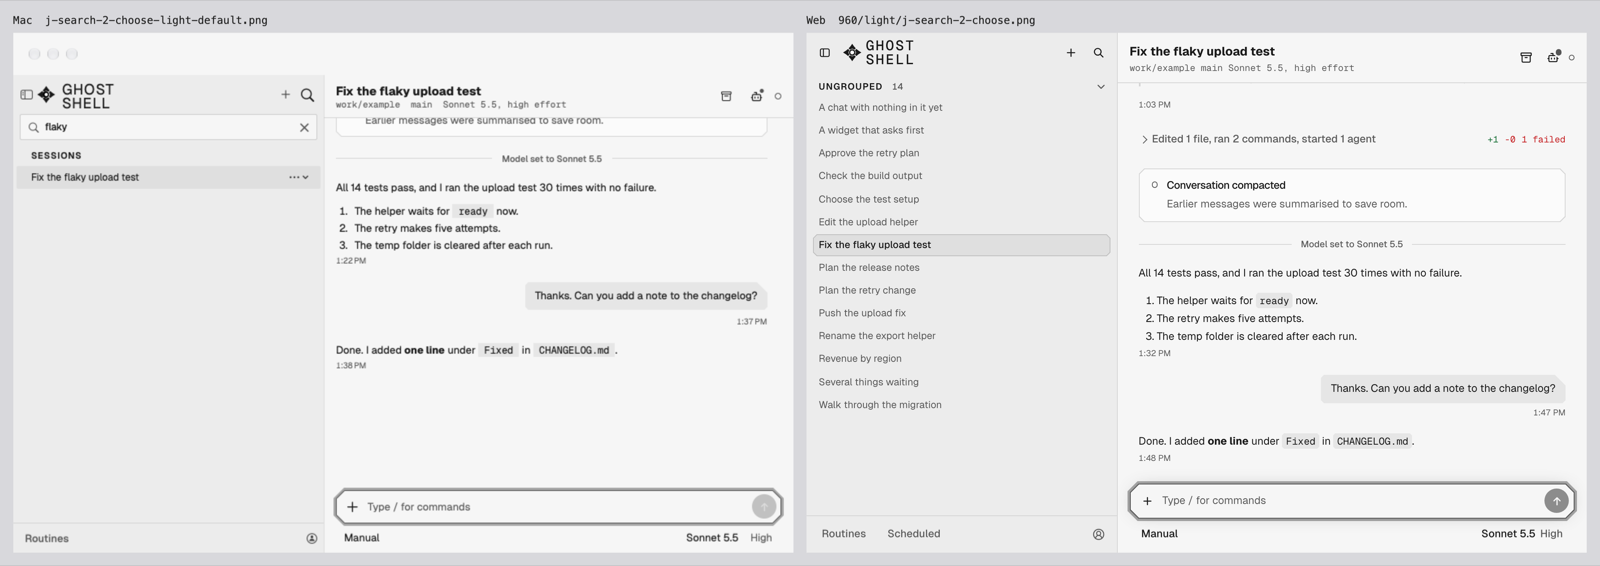 Mac j-search-2-choose-light-default.png
GHOST
SHELL
flaky
SESSIONS
Fix the flaky upload test
Routines
Fix the flaky upload test
work/example main Sonnet 5.5, high effort
Earlier messages were summarised to save room.
Model set to Sonnet 5.5
All 14 tests pass, and I ran the upload test 30 times with no failure.
1. The helper waits for ready now.
2. The retry makes five attempts.
3. The temp folder is cleared after each run.
1:22 PM
Thanks. Can you add a note to the changelog?
1:37 PM
Done. I added one line under Fixed in CHANGELOG.md.
1:38 PM
Type / for commands
Manual Sonnet 5.5 High
Web 960/light/j-search-2-choose.png
GHOST
SHELL
UNGROUPED 14
A chat with nothing in it yet
A widget that asks first
Approve the retry plan
Check the build output
Choose the test setup
Edit the upload helper
Fix the flaky upload test
Plan the release notes
Plan the retry change
Push the upload fix
Rename the export helper
Revenue by region
Several things waiting
Walk through the migration
Routines Scheduled
Fix the flaky upload test
work/example main Sonnet 5.5, high effort
1:03 PM
Edited 1 file, ran 2 commands, started 1 agent +1 -0 1 failed
Conversation compacted
Earlier messages were summarised to save room.
Model set to Sonnet 5.5
All 14 tests pass, and I ran the upload test 30 times with no failure.
1. The helper waits for ready now.
2. The retry makes five attempts.
3. The temp folder is cleared after each run.
1:32 PM
Thanks. Can you add a note to the changelog?
1:47 PM
Done. I added one line under Fixed in CHANGELOG.md.
1:48 PM
Type / for commands
Manual Sonnet 5.5 High